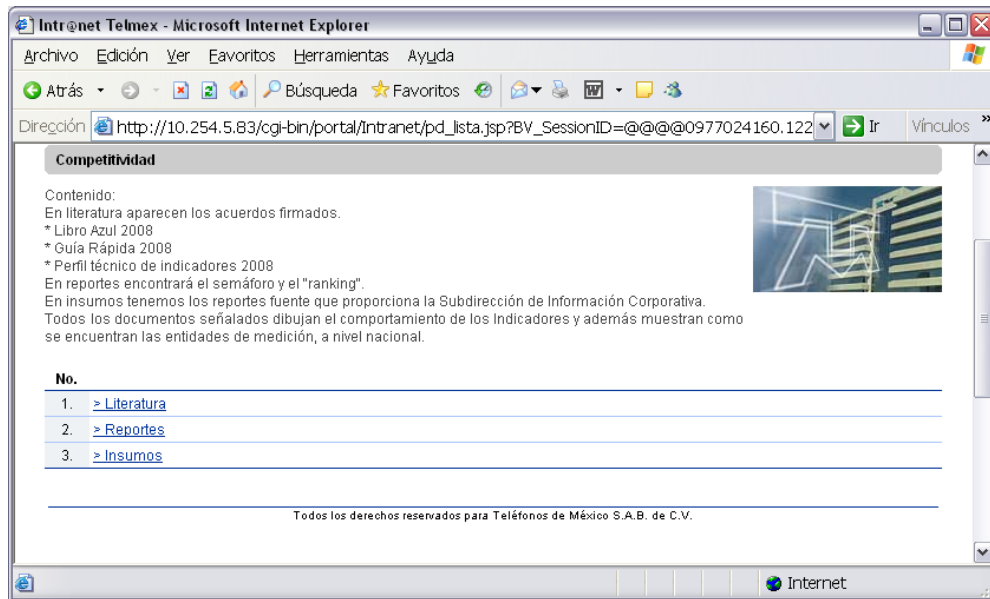 Intr@net Telmex - Microsoft Internet Explorer
Archivo Edición Ver Favoritos Herramientas Ayuda
Atrás Búsqueda Favoritos
Dirección http://10.254.5.83/cgi-bin/portal/Intranet/pd_lista.jsp?BV_SessionID=@@@@0977024160.122 Ir Vínculos »
Competitividad
Contenido:
En literatura aparecen los acuerdos firmados.
* Libro Azul 2008
* Guía Rápida 2008
* Perfil técnico de indicadores 2008
En reportes encontrará el semáforo y el "ranking".
En insumos tenemos los reportes fuente que proporciona la Subdirección de Información Corporativa.
Todos los documentos señalados dibujan el comportamiento de los Indicadores y además muestran como
se encuentran las entidades de medición, a nivel nacional.
No.
1. > Literatura
2. > Reportes
3. > Insumos
Todos los derechos reservados para Teléfonos de México S.A.B. de C.V.
Internet